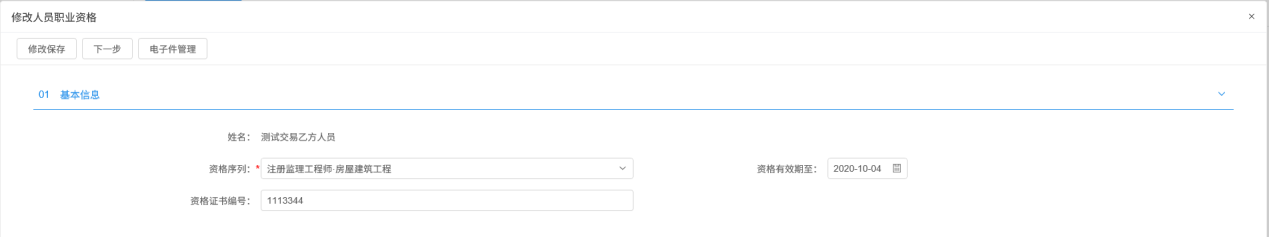 修改人员职业资格 ×
修改保存 下一步 电子件管理
01 基本信息
姓名： 测试交易乙方人员
资格序列：* 注册监理工程师·房屋建筑工程 资格有效期至： 2020-10-04
资格证书编号： 1113344